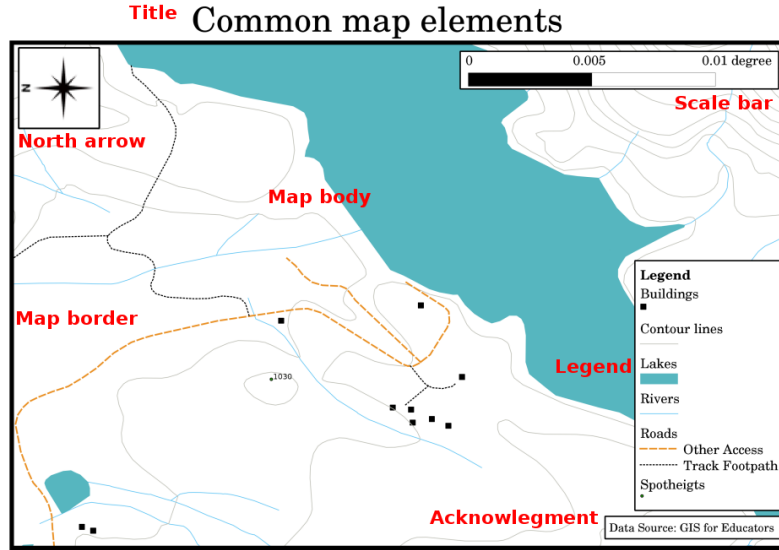 Title Common map elements
0 0.005 0.01 degree
N
Scale bar
North arrow
Map body
Legend
Buildings
Map border
Contour lines
Legend Lakes
1030
Rivers
Roads
Other Access
Track Footpath
Spotheigts
Acknowlegment
Data Source: GIS for Educators